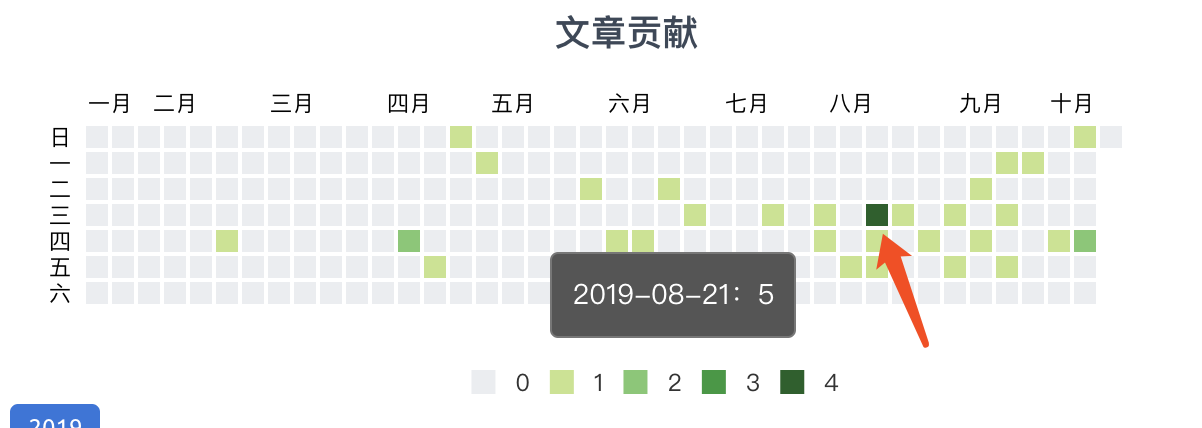 文章贡献
一月 二月 三月 四月 五月 六月 七月 八月 九月 十月
日
一
二
三
四
五
六
2019-08-21: 5
0 1 2 3 4
2019